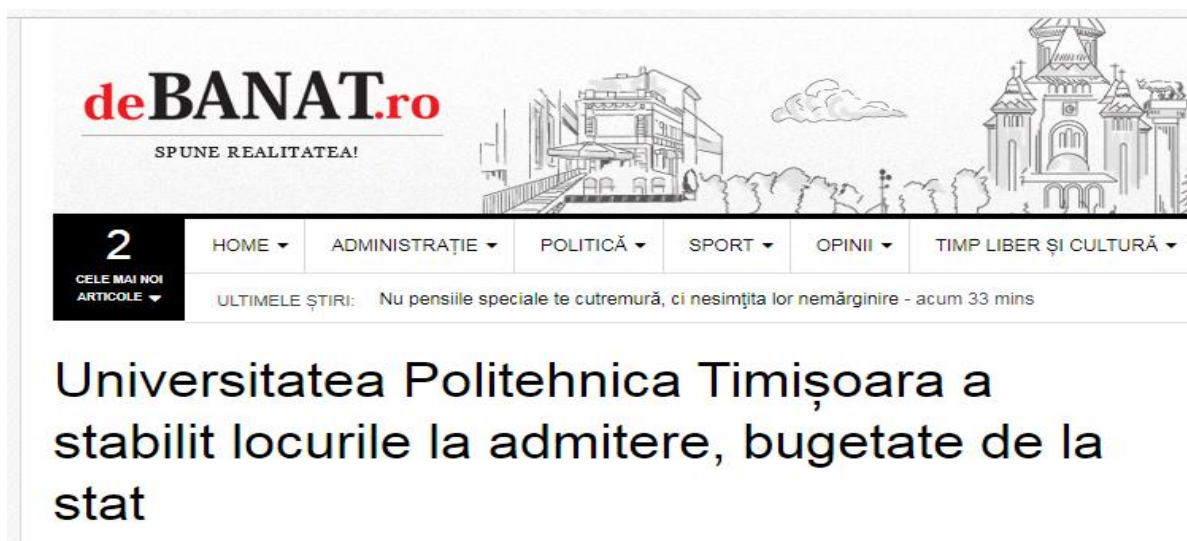 deBANAT.ro
SPUNE REALITATEA!
2
CELE MAI NOI
ARTICOLE
HOME ADMINISTRAȚIE POLITICĂ SPORT OPINII TIMP LIBER ȘI CULTURĂ
ULTIMELE ȘTIRI: Nu pensiile speciale te cutremură, ci nesimţita lor nemărginire - acum 33 mins
Universitatea Politehnica Timișoara a
stabilit locurile la admitere, bugetate de la
stat